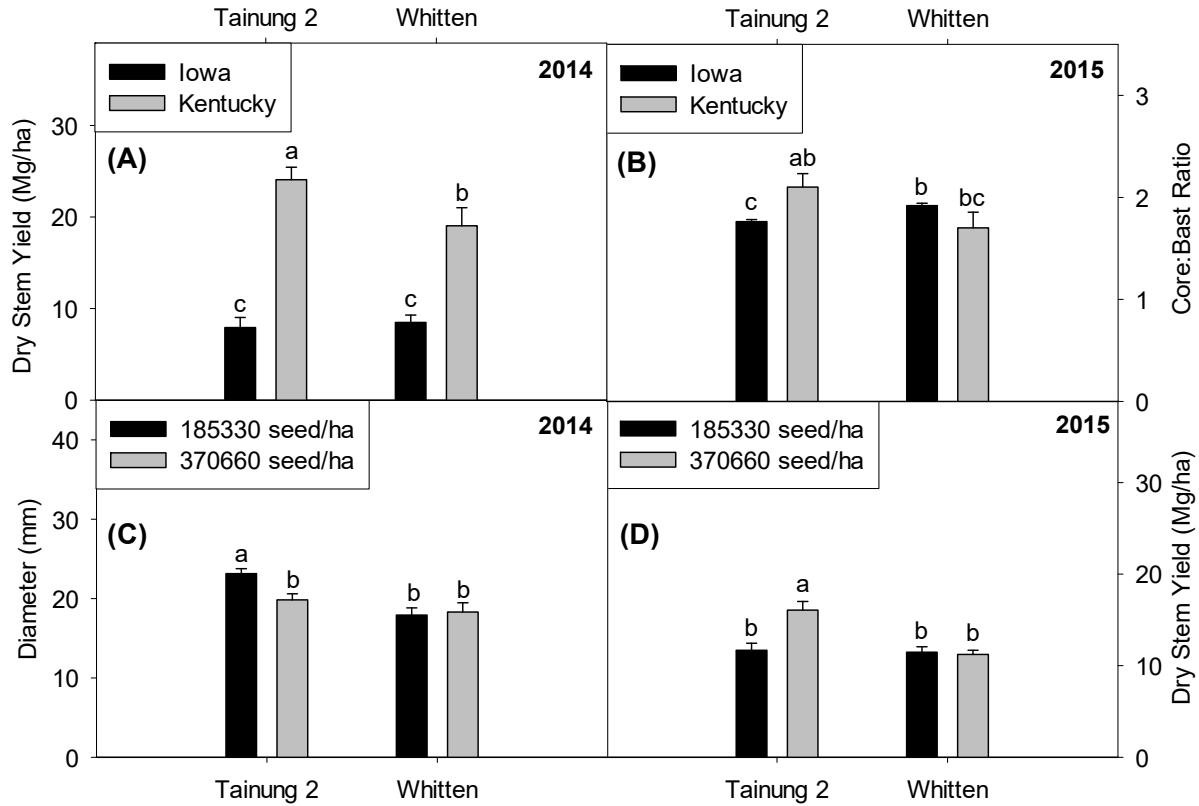 Tainung 2 Whitten Tainung 2 Whitten
Iowa
Kentucky
2014
(A)
a
b
c
c
Dry Stem Yield (Mg/ha)
30
20
10
0
Iowa
Kentucky
2015
(B)
ab
b
c
bc
Core:Bast Ratio
3
2
1
0
185330 seed/ha
370660 seed/ha
2014
(C)
a
b
b
b
Diameter (mm)
40
30
20
10
0
185330 seed/ha
370660 seed/ha
2015
(D)
a
b
b
b
Dry Stem Yield (Mg/ha)
30
20
10
0
Tainung 2 Whitten Tainung 2 Whitten